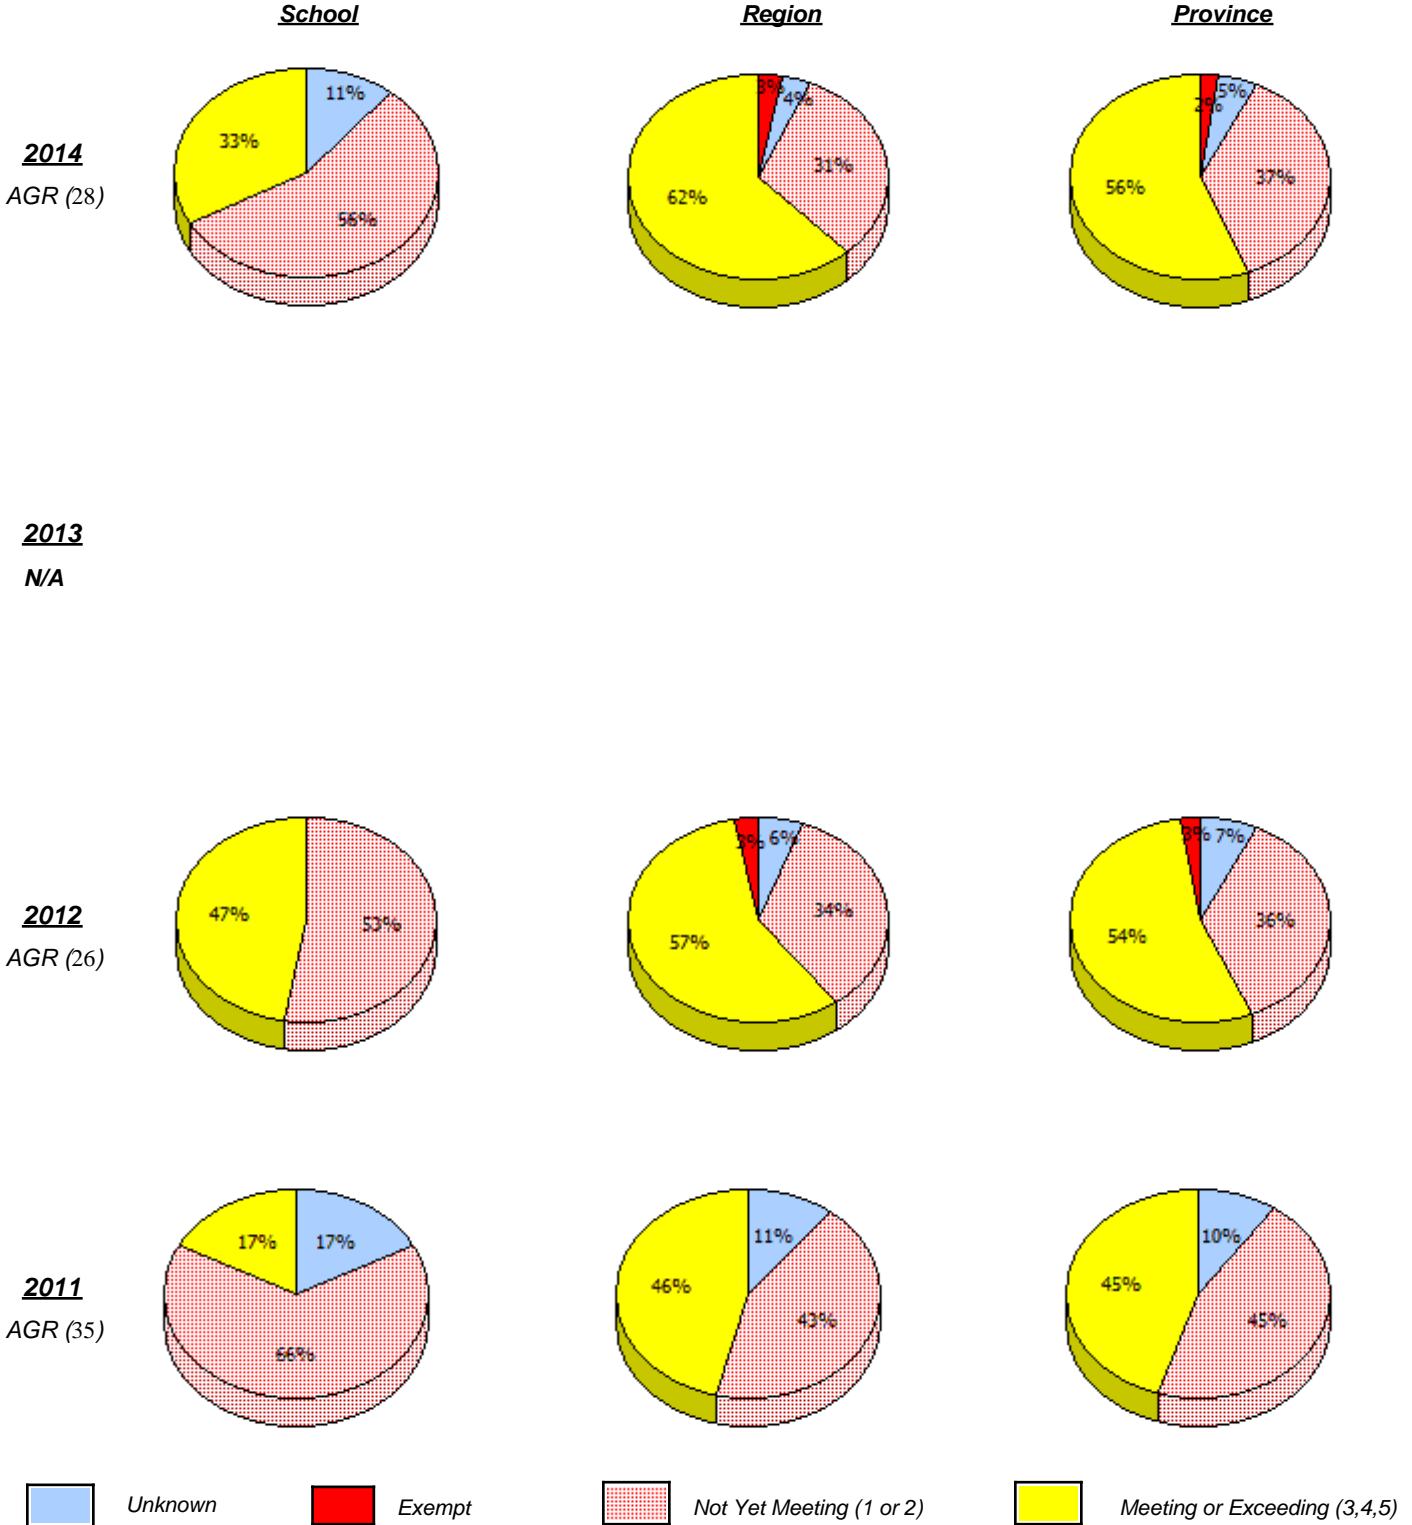 School Region Province
11% 3% 4% 2% 5%
33% 56% 62% 31% 56% 37%
2014
AGR (28)
2013
N/A
3% 6% 3% 7%
47% 53% 57% 34% 54% 36%
2012
AGR (26)
17% 17% 11% 10%
66% 46% 43% 45% 45%
2011
AGR (35)
Unknown Exempt Not Yet Meeting (1 or 2) Meeting or Exceeding (3,4,5)